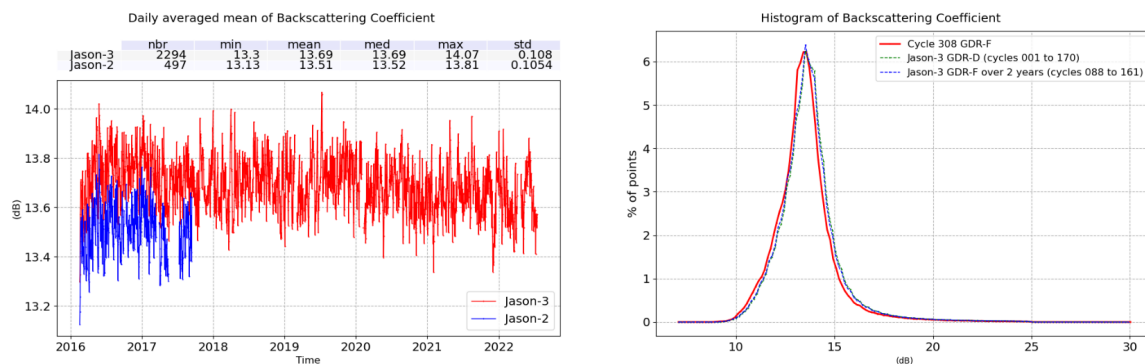 Daily averaged mean of Backscattering Coefficient
nbr min mean med max std
Jason-3 2294 13.3 13.69 13.69 14.07 0.108
Jason-2 497 13.13 13.51 13.52 13.81 0.1054
14.0
13.8
13.6
13.4
13.2
(dB)
Jason-3
Jason-2
2016 2017 2018 2019 2020 2021 2022
Time
Histogram of Backscattering Coefficient
Cycle 308 GDR-F
Jason-3 GDR-D (cycles 001 to 170)
Jason-3 GDR-F over 2 years (cycles 088 to 161)
6
5
4
3
2
1
0
% of points
10 15 20 25 30
(dB)